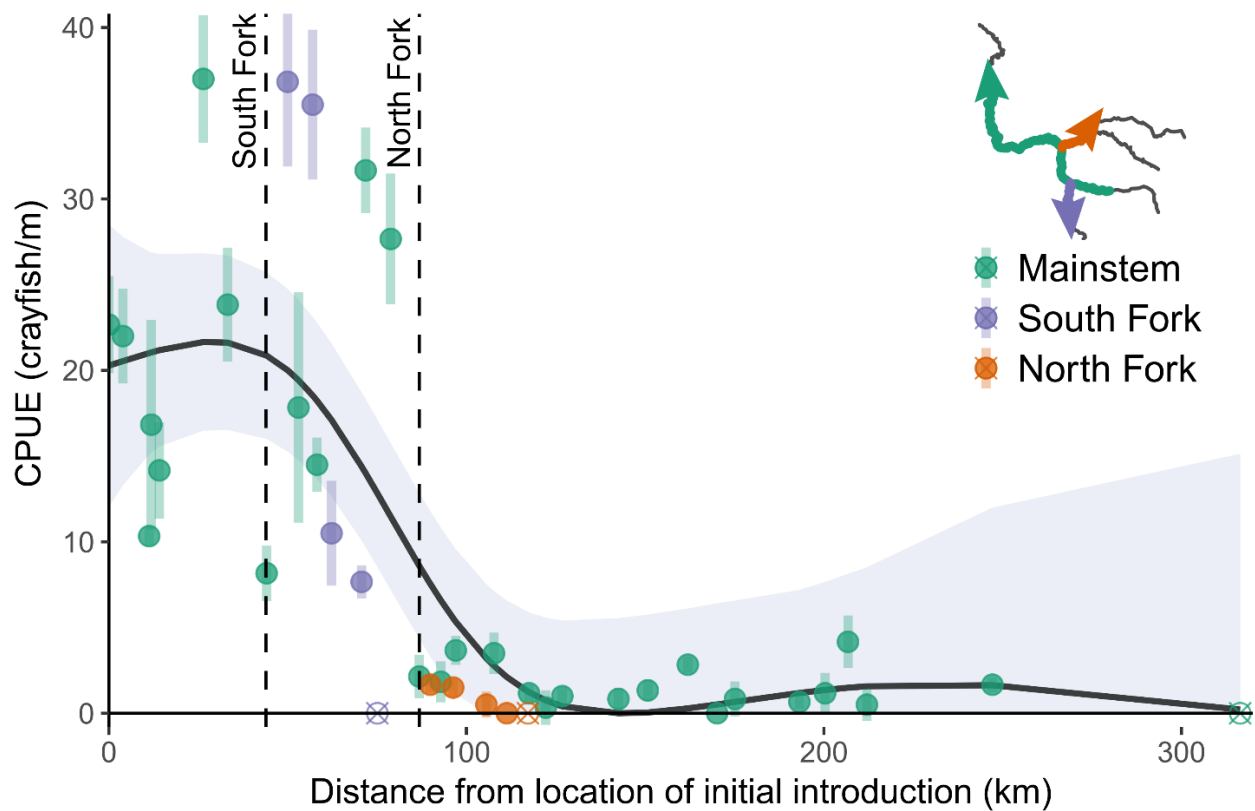 40
30
20
10
0
CPUE (crayfish/m)
South Fork
North Fork
Mainstem
South Fork
North Fork
0
100
200
300
Distance from location of initial introduction (km)